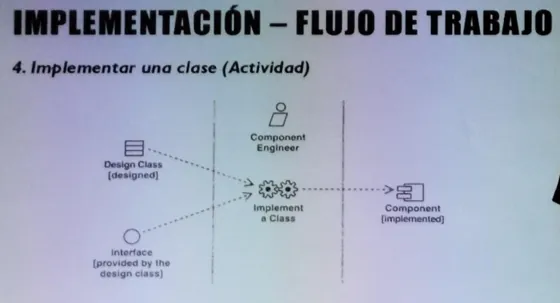 IMPLEMENTACIÓN – FLUJO DE TRABAJO
4. Implementar una clase (Actividad)
Component
Engineer
Design Class
[designed]
Implement
a Class
Component
[implemented]
Interface
[provided by the
design class]